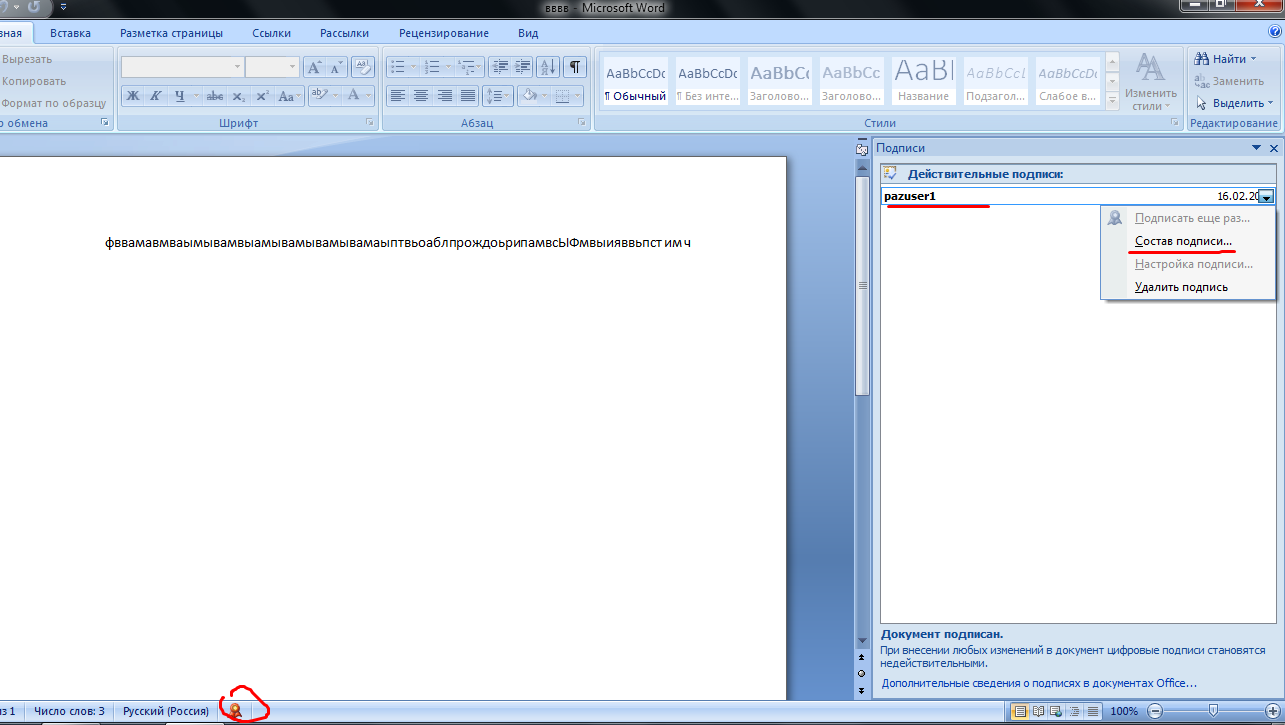 вввв - Microsoft Word
вная Вставка Разметка страницы Ссылки Рассылки Рецензирование Вид
Вырезать
Копировать
Формат по образцу
о обмена
Шрифт
Абзац
AaBbCcDc AaBbCcDc AaBbCc AaBbCc AaBl AaBbCcL AaBbCcDc
¶ Обычный ¶ Без инте... Заголово... Заголово... Название Подзагол... Слабое в...
Стили
Изменить
стили
Найти
Заменить
Выделить
Редактирование
Подписи
Действительные подписи:
pazuser1 16.02.20
Подписать еще раз...
Состав подписи...
Настройка подписи...
Удалить подпись
Документ подписан.
При внесении любых изменений в документ цифровые подписи становятся
недействительными.
Дополнительные сведения о подписях в документах Office...
из 1 Число слов: 3 Русский (Россия) 100%